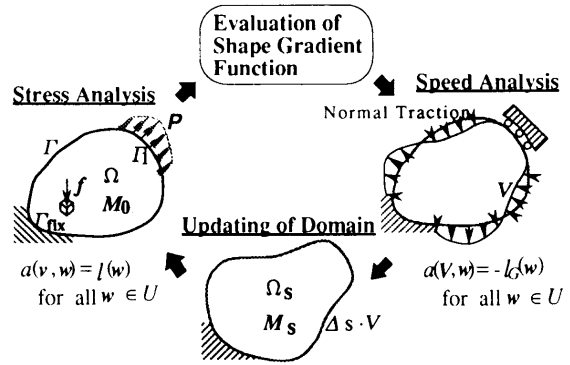 Evaluation of
Shape Gradient
Function
Stress Analysis
Speed Analysis
P
Normal Traction
Γ
Γ1
Ω
f
M0
Γfix
V
Updating of Domain
a(v,w)=l(w)
for all w ∈ U
Ωs
Ms
Δs·V
a(V,w)=-lG(w)
for all w ∈ U